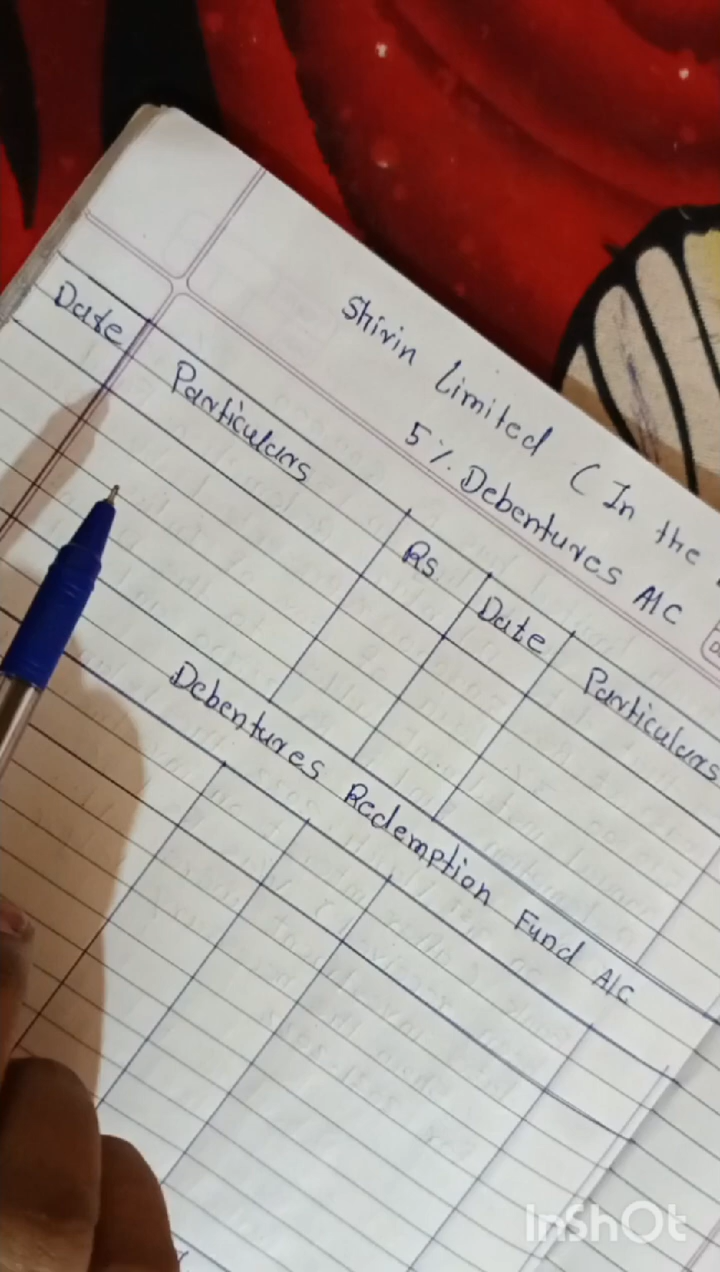 Shivin Limited (In the
5% Debentures A/C
Date Particulars Rs Date Particulars
Debentures Redemption Fund A/C
InShOt